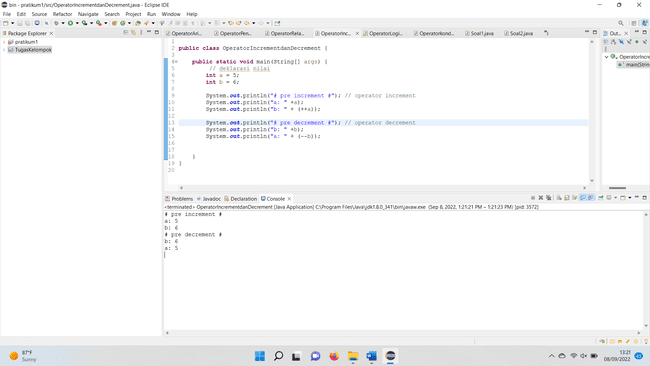 bin - pratikum1/src/OperatorIncrementdanDecrement.java - Eclipse IDE
File Edit Source Refactor Navigate Search Project Run Window Help
Package Explorer
pratikum1
TugasKelompok
OperatorAri...
OperatorPen...
OperatorRela...
OperatorInc...
OperatorLogi...
OperatorKond...
Soal1.java
Soal2.java
Out...
1
2 public class OperatorIncrementdanDecrement {
3
4 public static void main(String[] args) {
5 // deklarasi nilai
6 int a = 5;
7 int b = 6;
8
9 System.out.println("# pre increment #"); // operator increment
10 System.out.println("a: " +a);
11 System.out.println("b: " + (++a));
12
13 System.out.println("# pre decrement #"); // operator decrement
14 System.out.println("b: " +b);
15 System.out.println("a: " + (--b));
16
17
18 }
19 }
20
OperatorIncre
main(Strin
Problems Javadoc Declaration Console
<terminated> OperatorIncrementdanDecrement [Java Application] C:\Program Files\Java\jdk1.8.0_341\bin\javaw.exe (Sep 8, 2022, 1:21:21 PM – 1:21:23 PM) [pid: 3572]
# pre increment #
a: 5
b: 6
# pre decrement #
b: 6
a: 5
87°F
Sunny
13:21
08/09/2022